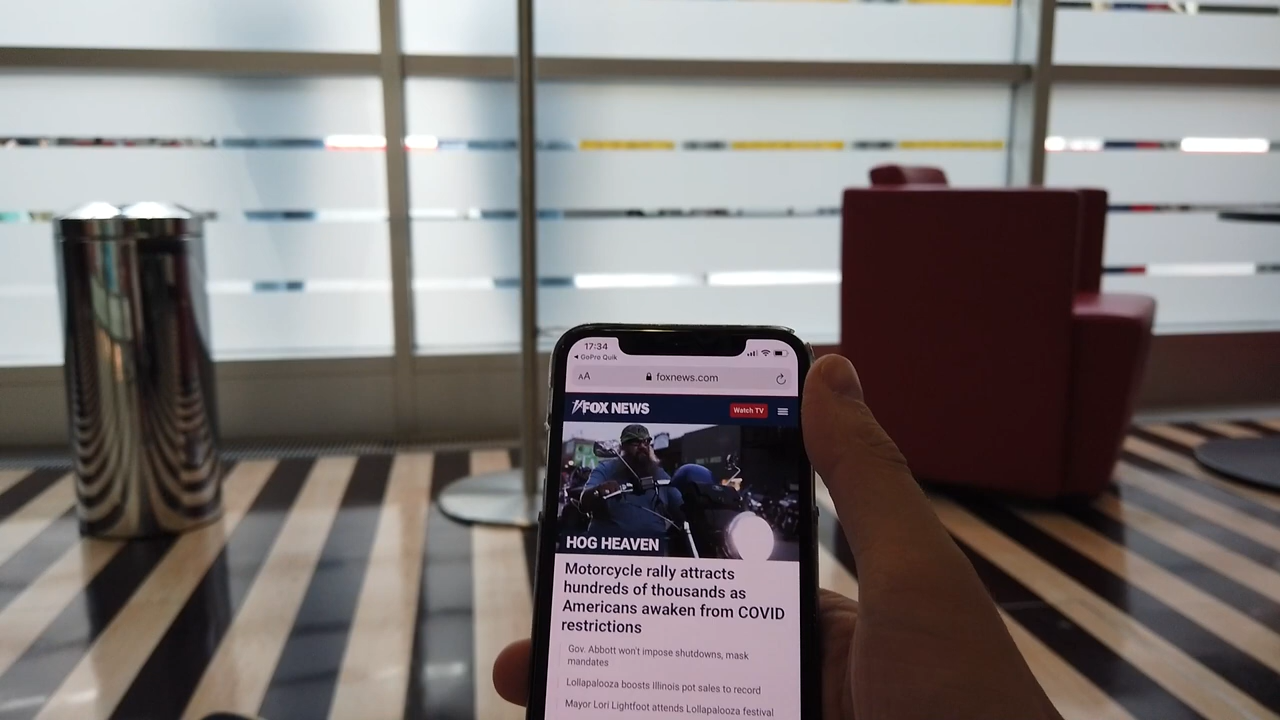 17:34
◀ GoPro Quik
AA foxnews.com
FOX NEWS Watch TV
HOG HEAVEN
Motorcycle rally attracts
hundreds of thousands as
Americans awaken from COVID
restrictions
Gov. Abbott won't impose shutdowns, mask
mandates
Lollapalooza boosts Illinois pot sales to record
Mayor Lori Lightfoot attends Lollapalooza festival